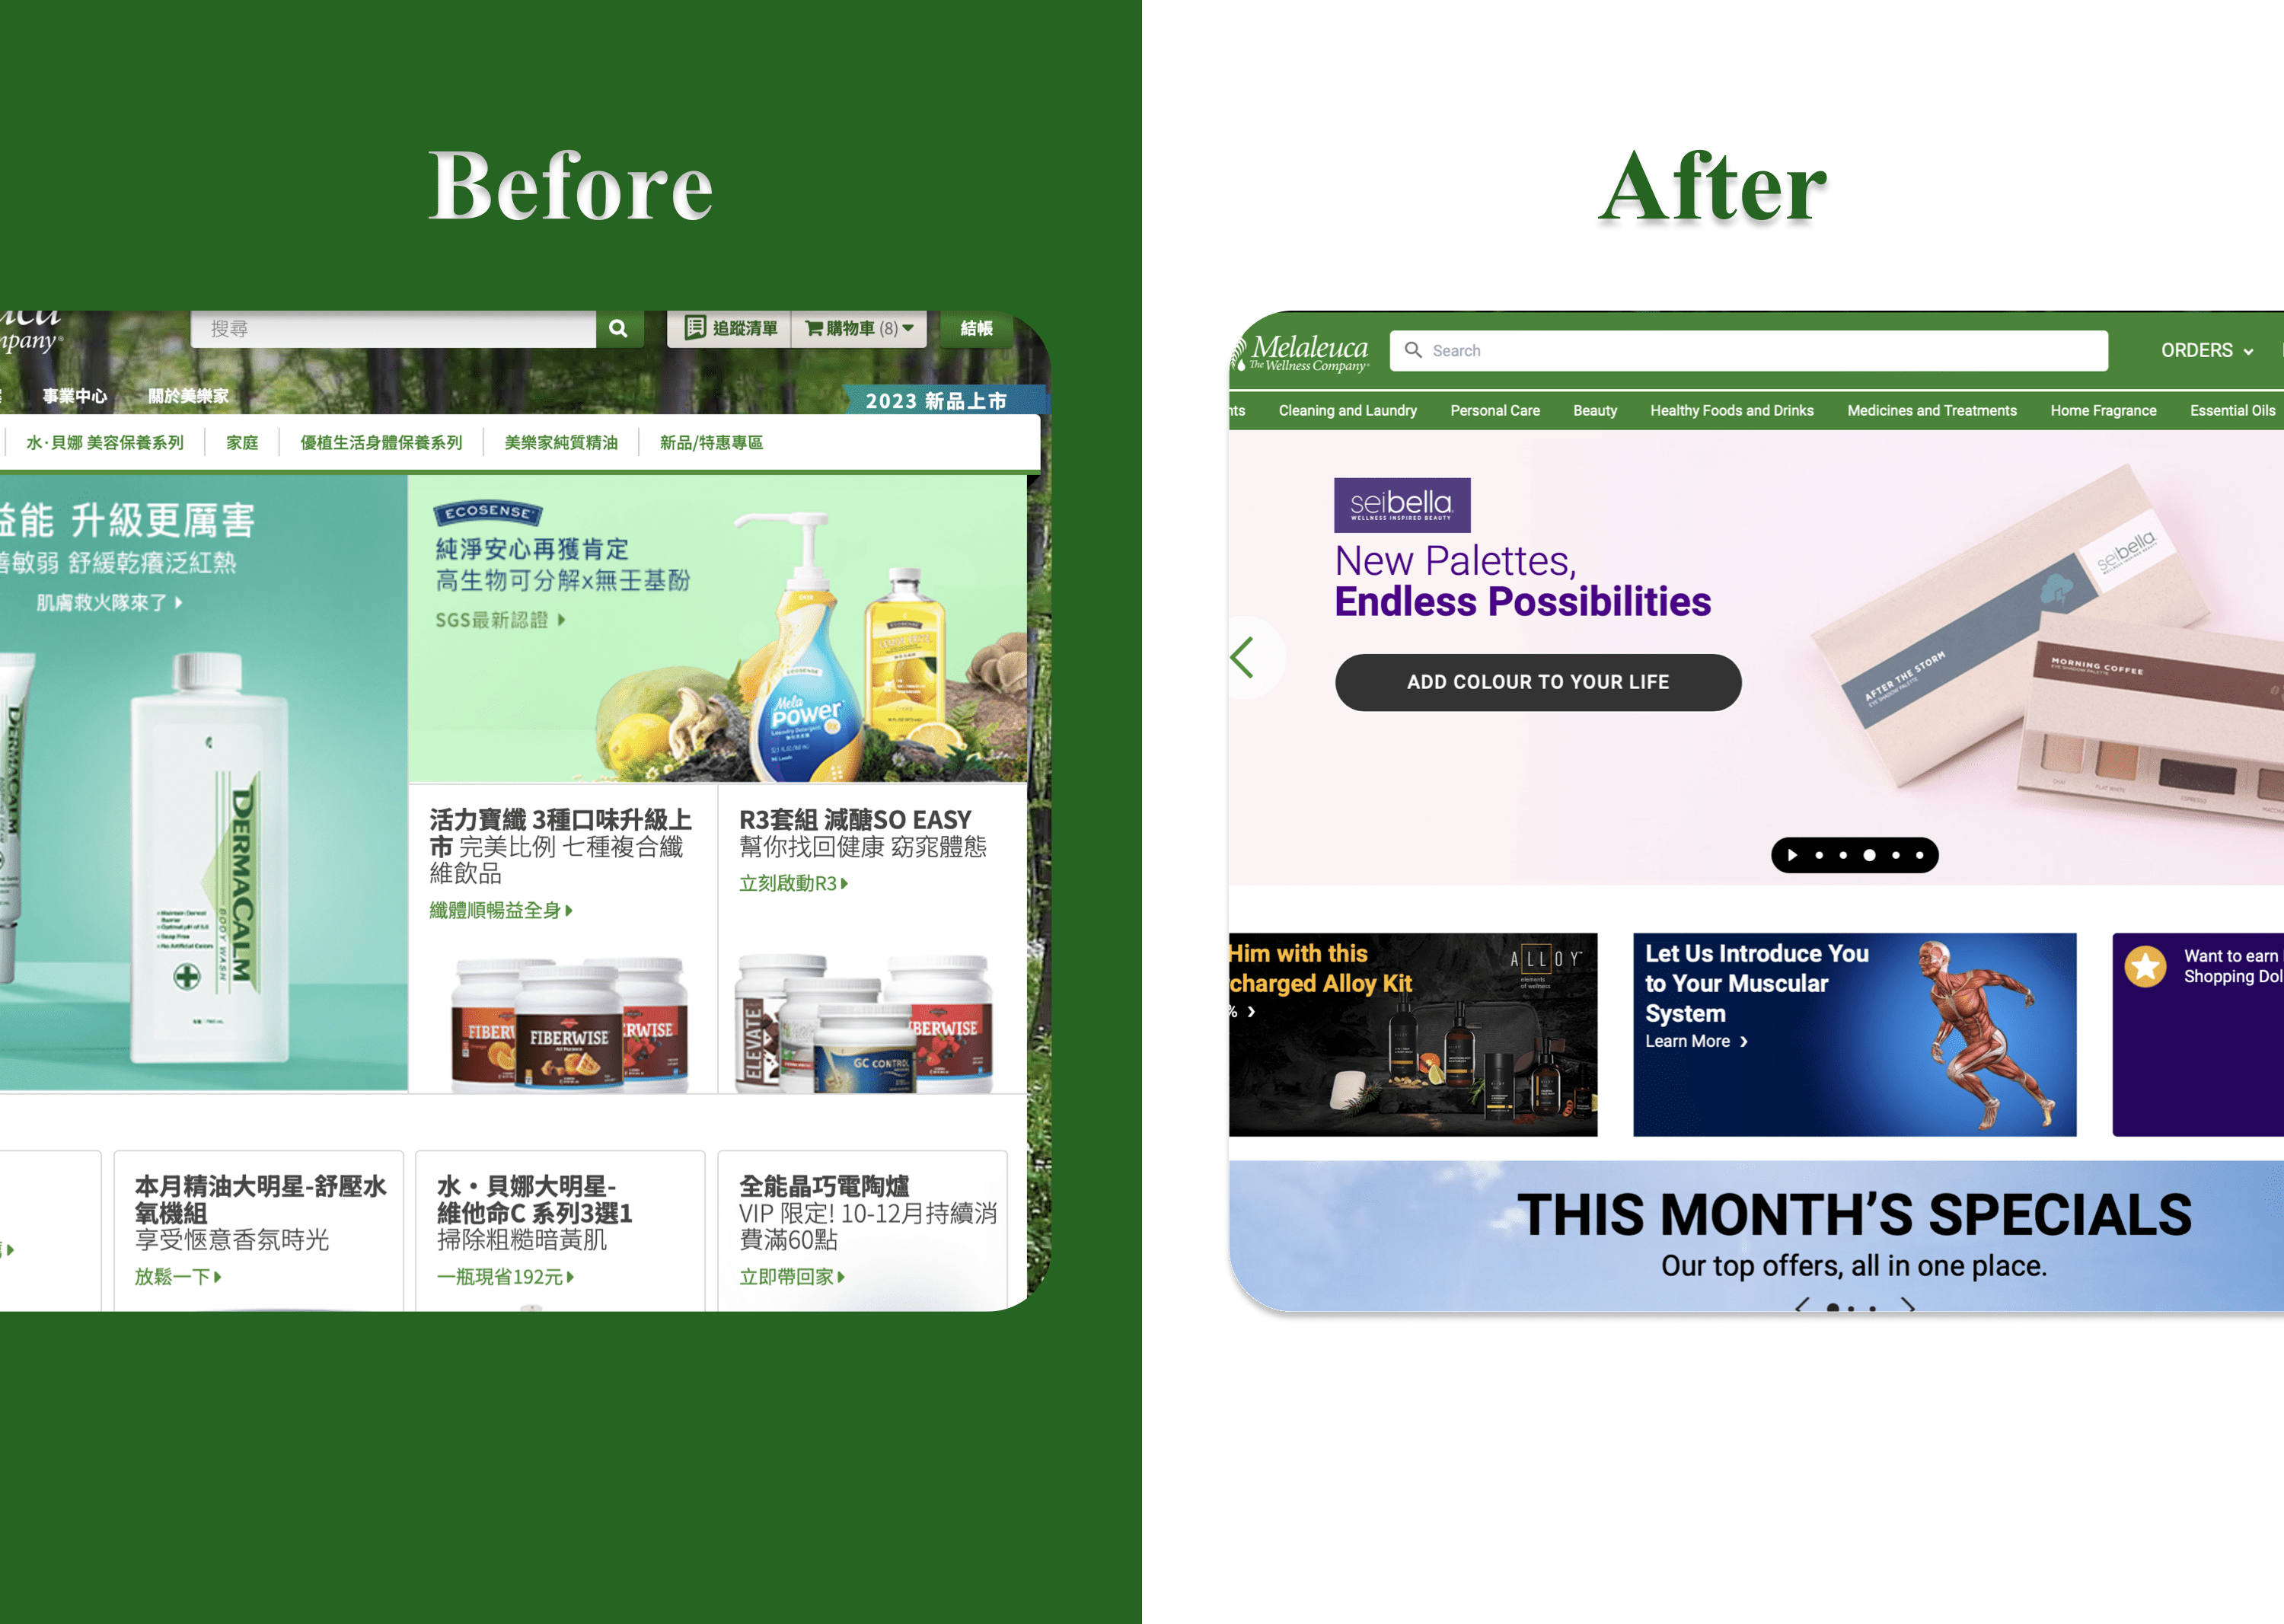 Before
After
mpany
搜尋
追蹤清單
購物車 (8)
結帳
事業中心
關於美樂家
2023 新品上市
水·貝娜 美容保養系列
家庭
優植生活身體保養系列
美樂家純質精油
新品/特惠專區
益能 升級更厲害
善敏弱 舒緩乾癢泛紅熱
肌膚救火隊來了
DERMACALM
DERMACALM
BODY WASH
ECOSENSE
純淨安心再獲肯定
高生物可分解x無壬基酚
SGS最新認證
Mela
Power
活力寶纖 3種口味升級上
市 完美比例 七種複合纖
維飲品
纖體順暢益全身
FIBERWISE
R3套組 減醣SO EASY
幫你找回健康 窈窕體態
立刻啟動R3
ELEVATE
GC CONTROL
BERWISE
本月精油大明星-舒壓水
氧機組
享受愜意香氛時光
放鬆一下
水・貝娜大明星-
維他命C 系列3選1
掃除粗糙暗黃肌
一瓶現省192元
全能晶巧電陶爐
VIP 限定! 10-12月持續消
費滿60點
立即帶回家
Melaleuca
The Wellness Company
Search
ORDERS
nts
Cleaning and Laundry
Personal Care
Beauty
Healthy Foods and Drinks
Medicines and Treatments
Home Fragrance
Essential Oils
seibella
WELLNESS INSPIRED BEAUTY
New Palettes,
Endless Possibilities
ADD COLOUR TO YOUR LIFE
seibella
AFTER THE STORM
EYE SHADOW PALETTE
MORNING COFFEE
EYE SHADOW PALETTE
Him with this
charged Alloy Kit
%
ALLOY
elements
of wellness
Let Us Introduce You
to Your Muscular
System
Learn More
Want to earn
Shopping Dol
THIS MONTH'S SPECIALS
Our top offers, all in one place.